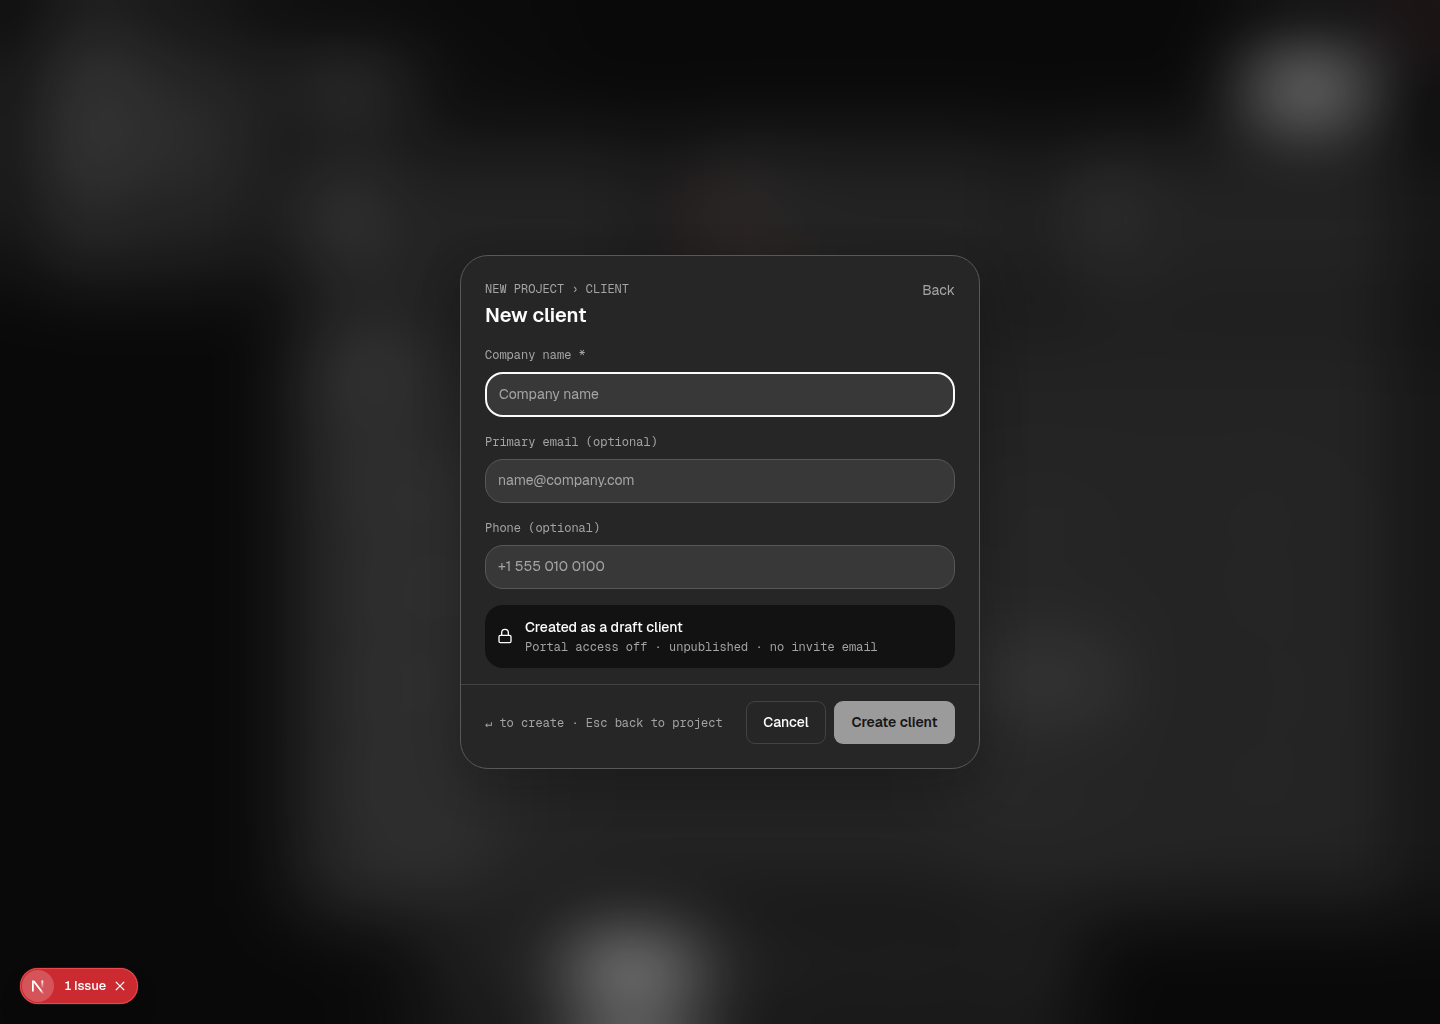 NEW PROJECT › CLIENT
Back
New client
Company name *
Company name
Primary email (optional)
name@company.com
Phone (optional)
+1 555 010 0100
Created as a draft client
Portal access off · unpublished · no invite email
↵ to create · Esc back to project
Cancel
Create client
N
1 Issue